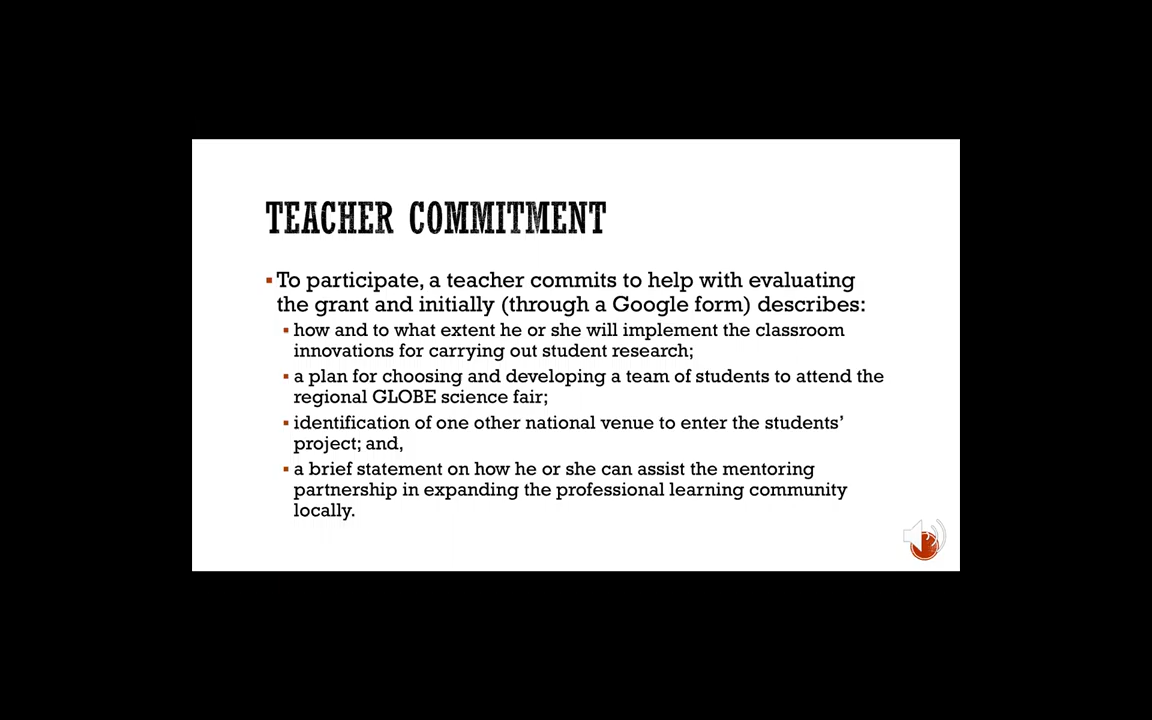 TEACHER COMMITMENT
▪ To participate, a teacher commits to help with evaluating
the grant and initially (through a Google form) describes:
▪ how and to what extent he or she will implement the classroom
innovations for carrying out student research;
▪ a plan for choosing and developing a team of students to attend the
regional GLOBE science fair;
▪ identification of one other national venue to enter the students’
project; and,
▪ a brief statement on how he or she can assist the mentoring
partnership in expanding the professional learning community
locally.